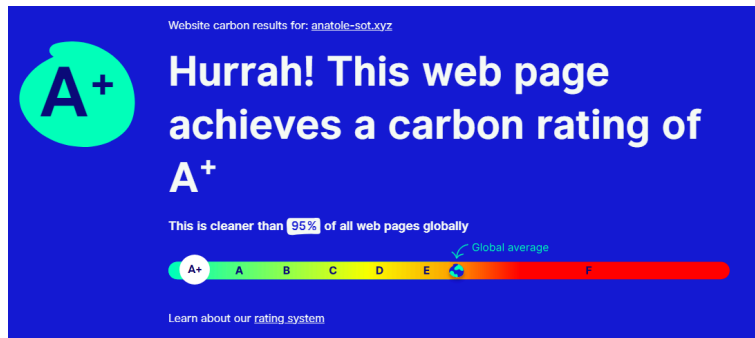 Website carbon results for: anatole-sot.xyz
A+
Hurrah! This web page
achieves a carbon rating of
A+
This is cleaner than 95% of all web pages globally
Global average
A+ A B C D E F
Learn about our rating system